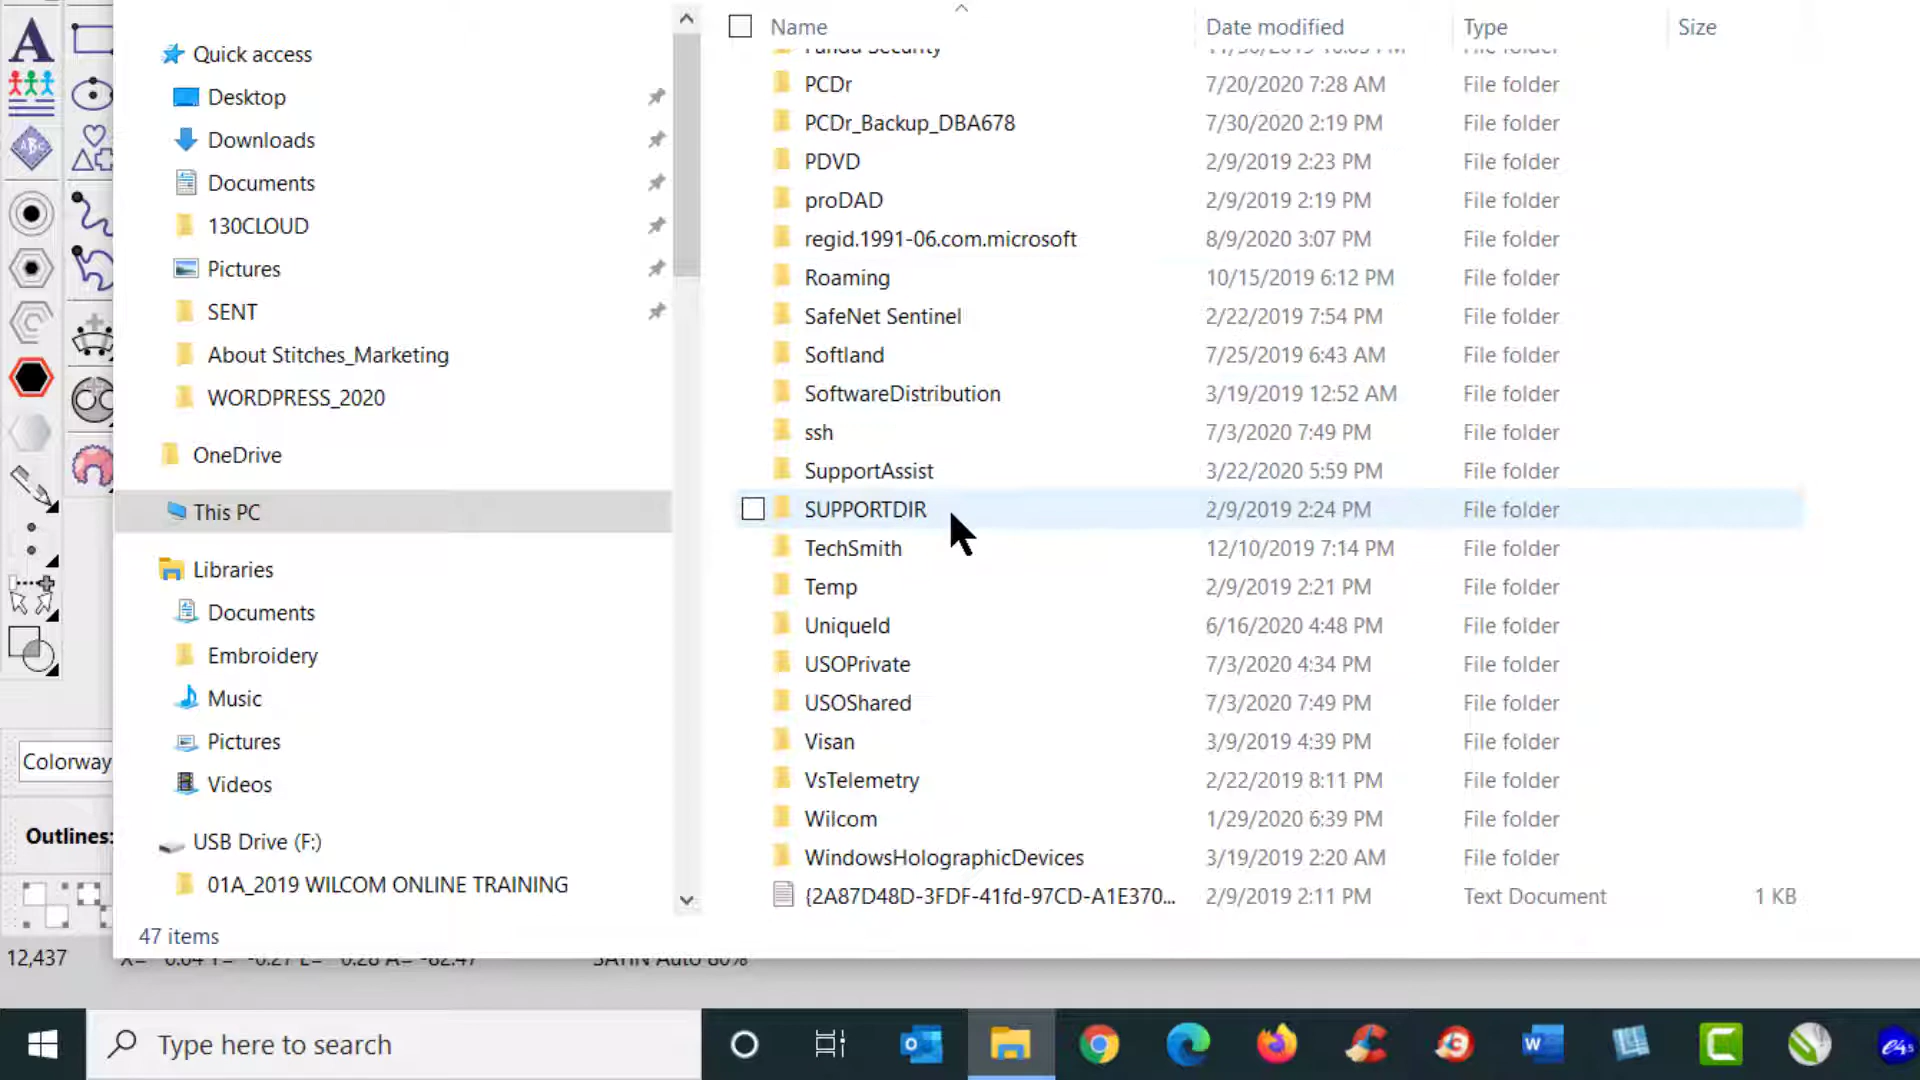 Name Date modified Type Size
Quick access
Desktop
Downloads
Documents
130CLOUD
Pictures
SENT
About Stitches_Marketing
WORDPRESS_2020
OneDrive
This PC
Libraries
Documents
Embroidery
Music
Pictures
Videos
USB Drive (F:)
01A_2019 WILCOM ONLINE TRAINING
47 items
Panda Security File folder
PCDr 7/20/2020 7:28 AM File folder
PCDr_Backup_DBA678 7/30/2020 2:19 PM File folder
PDVD 2/9/2019 2:23 PM File folder
proDAD 2/9/2019 2:19 PM File folder
regid.1991-06.com.microsoft 8/9/2020 3:07 PM File folder
Roaming 10/15/2019 6:12 PM File folder
SafeNet Sentinel 2/22/2019 7:54 PM File folder
Softland 7/25/2019 6:43 AM File folder
SoftwareDistribution 3/19/2019 12:52 AM File folder
ssh 7/3/2020 7:49 PM File folder
SupportAssist 3/22/2020 5:59 PM File folder
SUPPORTDIR 2/9/2019 2:24 PM File folder
TechSmith 12/10/2019 7:14 PM File folder
Temp 2/9/2019 2:21 PM File folder
UniqueId 6/16/2020 4:48 PM File folder
USOPrivate 7/3/2020 4:34 PM File folder
USOShared 7/3/2020 7:49 PM File folder
Visan 3/9/2019 4:39 PM File folder
VsTelemetry 2/22/2019 8:11 PM File folder
Wilcom 1/29/2020 6:39 PM File folder
WindowsHolographicDevices 3/19/2019 2:20 AM File folder
{2A87D48D-3FDF-41fd-97CD-A1E370... 2/9/2019 2:11 PM Text Document 1 KB
A
ABC
Colorway
Outlines:
12,437
SATIN Auto 80%
Type here to search